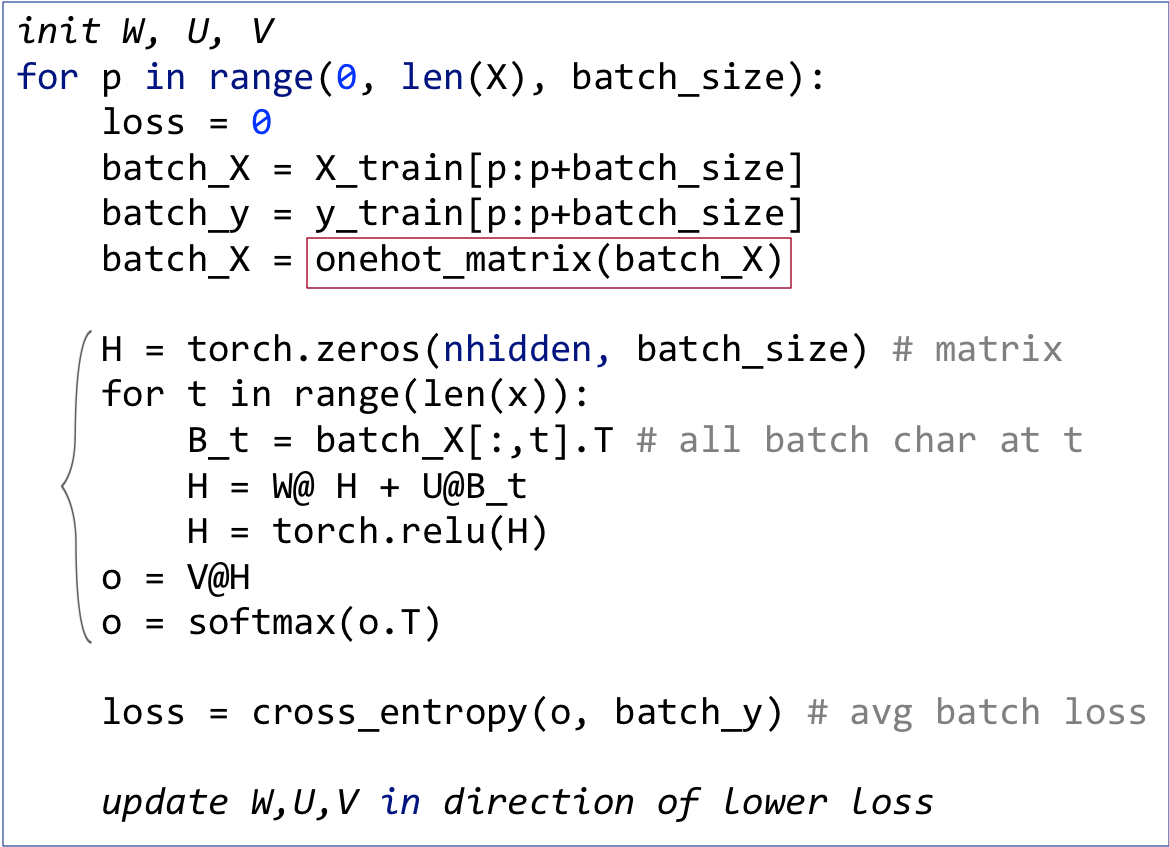 init W, U, V
for p in range(0, len(X), batch_size):
    loss = 0
    batch_X = X_train[p:p+batch_size]
    batch_y = y_train[p:p+batch_size]
    batch_X = onehot_matrix(batch_X)
    H = torch.zeros(nhidden, batch_size) # matrix
    for t in range(len(x)):
        B_t = batch_X[:,t].T # all batch char at t
        H = W@ H + U@B_t
        H = torch.relu(H)
    o = V@H
    o = softmax(o.T)
    loss = cross_entropy(o, batch_y) # avg batch loss
    update W,U,V in direction of lower loss